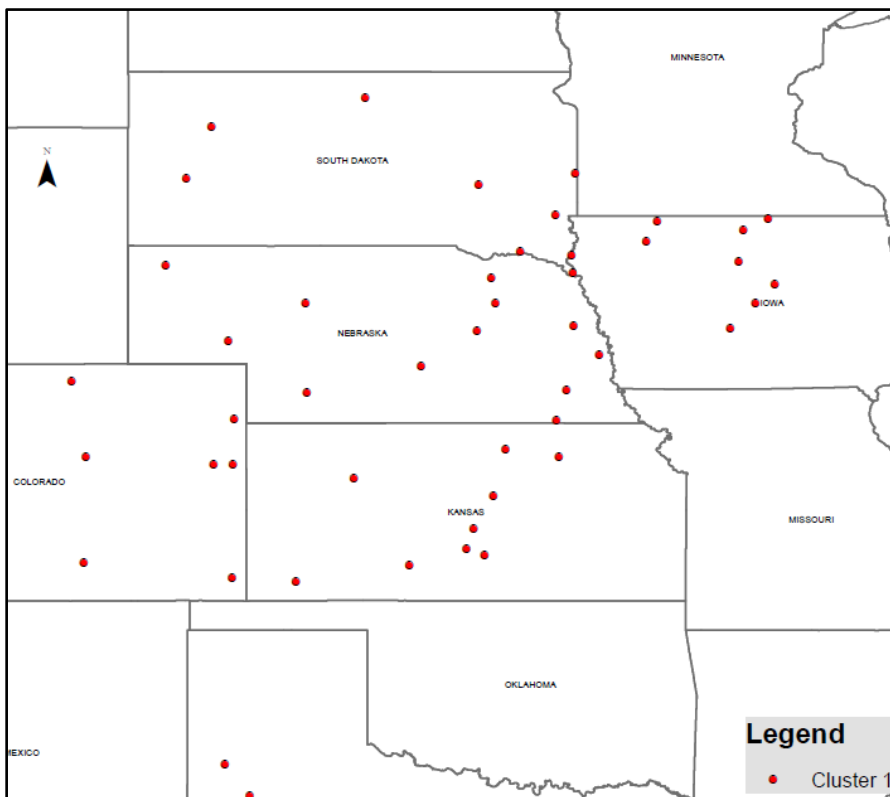 MINNESOTA
N
SOUTH DAKOTA
IOWA
NEBRASKA
COLORADO
KANSAS
MISSOURI
OKLAHOMA
MEXICO
Legend
Cluster 1